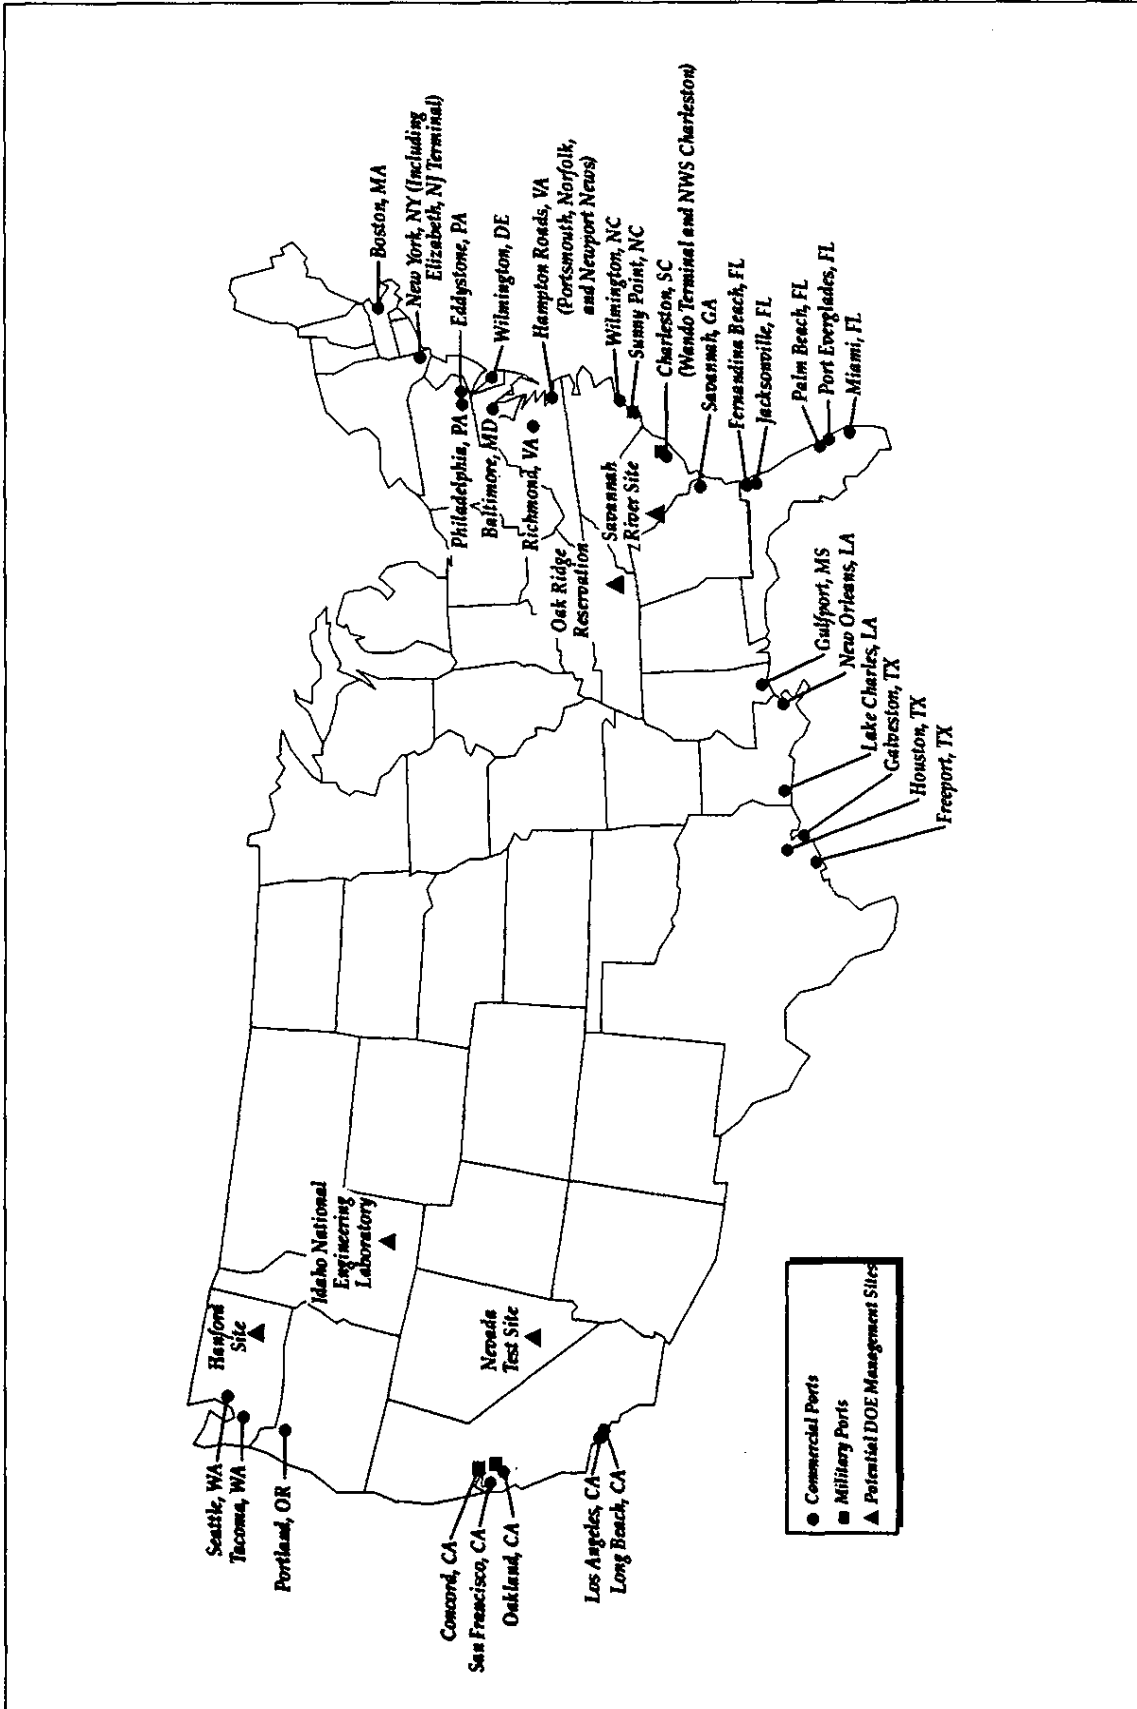 Seattle, WA
Tacoma, WA
Portland, OR
Concord, CA
San Francisco, CA
Oakland, CA
Los Angeles, CA
Long Beach, CA
Hanford
Site
Idaho National
Engineering
Laboratory
Nevada
Test Site
Boston, MA
New York, NY (Including
Elizabeth, NJ Terminal)
Eddystone, PA
Philadelphia, PA
Wilmington, DE
Baltimore, MD
Richmond, VA
Hampton Roads, VA
(Portsmouth, Norfolk,
and Newport News)
Oak Ridge
Reservation
Savannah
River Site
Wilmington, NC
Sunny Point, NC
Charleston, SC
(Wando Terminal and NWS Charleston)
Savannah, GA
Fernandina Beach, FL
Jacksonville, FL
Palm Beach, FL
Port Everglades, FL
Miami, FL
Gulfport, MS
New Orleans, LA
Lake Charles, LA
Galveston, TX
Houston, TX
Freeport, TX
Commercial Ports
Military Ports
Potential DOE Management Sites